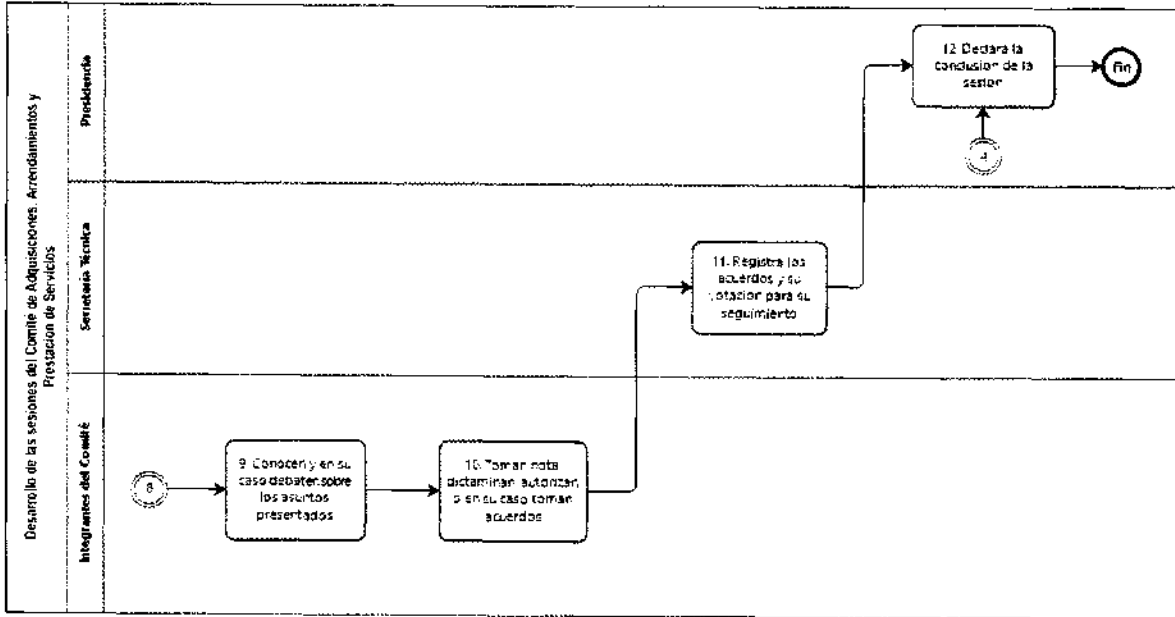 Desarrollo de las sesiones del Comité de Adquisiciones, Arrendamientos y
Prestación de Servicios
Presidencia
12. Declara la
conclusión de la
sesión
Fin
Secretaría Técnica
11. Registra los
acuerdos y su
votación para su
seguimiento
Integrantes del Comité
9. Conocen y en su
caso debaten sobre
los asuntos
presentados
10. Toman nota
dictaminan, autorizan,
o en su caso toman
acuerdos